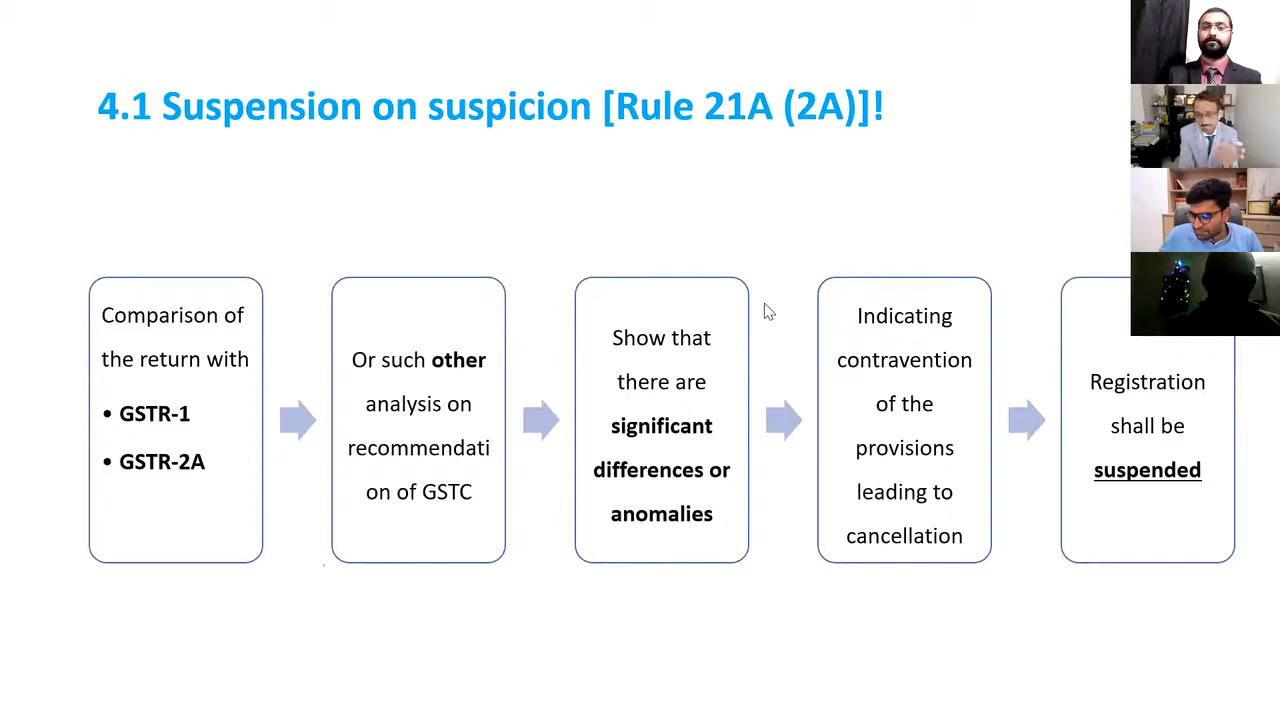 4.1 Suspension on suspicion [Rule 21A (2A)]!
Comparison of
the return with
• GSTR-1
• GSTR-2A
Or such other
analysis on
recommendati
on of GSTC
Show that
there are
significant
differences or
anomalies
Indicating
contravention
of the
provisions
leading to
cancellation
Registration
shall be
suspended